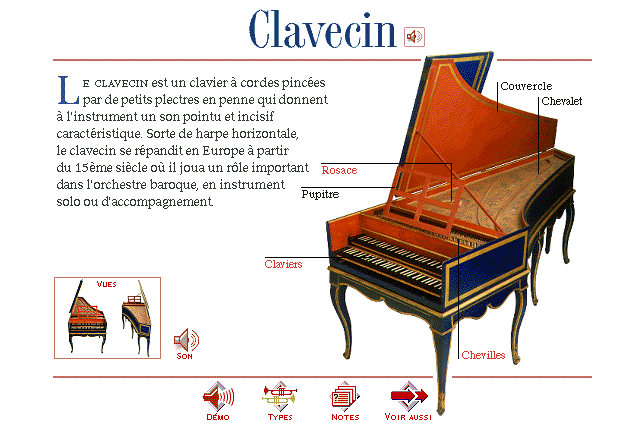 Clavecin
LE CLAVECIN est un clavier à cordes pincées
par de petits plectres en penne qui donnent
à l'instrument un son pointu et incisif
caractéristique. Sorte de harpe horizontale,
le clavecin se répandit en Europe à partir
du 15ème siècle où il joua un rôle important
dans l'orchestre baroque, en instrument
solo ou d'accompagnement.
Couvercle
Chevalet
Rosace
Pupitre
Claviers
Chevilles
VUES
SON
DÉMO
TYPES
NOTES
VOIR AUSSI